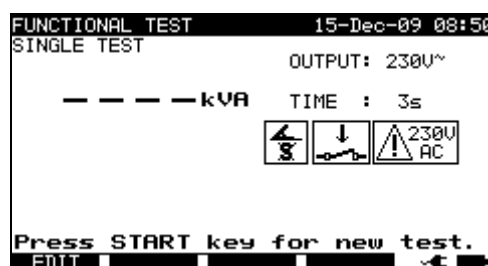 FUNCTIONAL TEST 15-Dec-09 08:50
SINGLE TEST
OUTPUT: 230V~
----kVA TIME : 3s
230V
AC
Press START key for new test.
EDIT